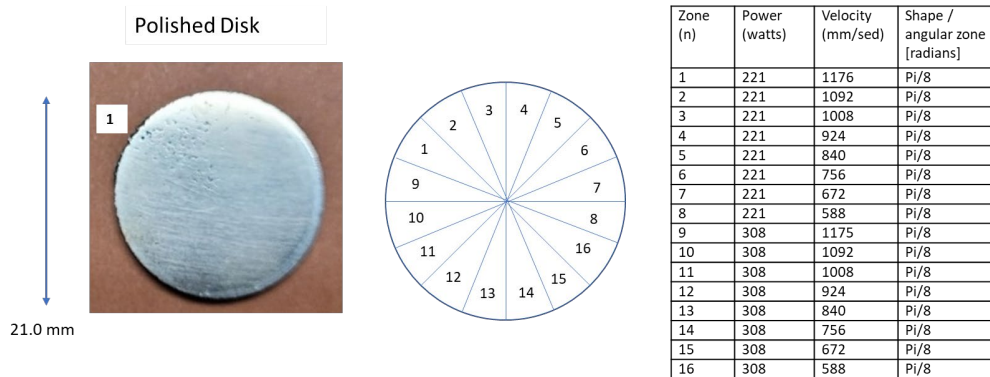 Polished Disk
1
21.0 mm
3 4
2 5
1 6
9 7
10 8
11 16
12 15
13 14
Zone (n) Power (watts) Velocity (mm/sed) Shape / angular zone [radians]
1 221 1176 Pi/8
2 221 1092 Pi/8
3 221 1008 Pi/8
4 221 924 Pi/8
5 221 840 Pi/8
6 221 756 Pi/8
7 221 672 Pi/8
8 221 588 Pi/8
9 308 1175 Pi/8
10 308 1092 Pi/8
11 308 1008 Pi/8
12 308 924 Pi/8
13 308 840 Pi/8
14 308 756 Pi/8
15 308 672 Pi/8
16 308 588 Pi/8